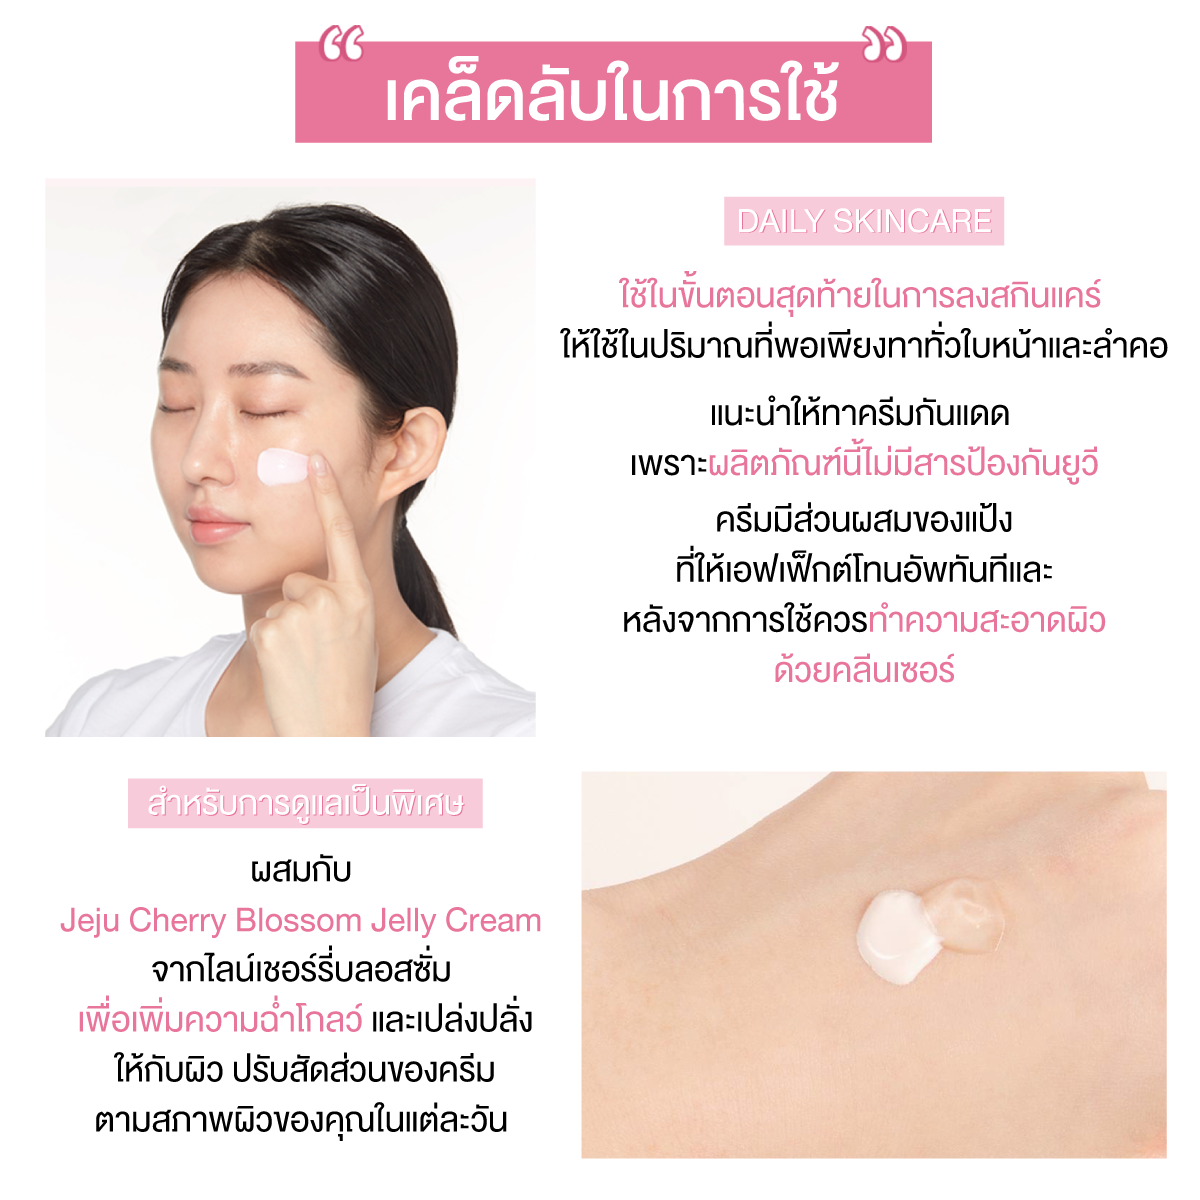 “เคล็ดลับในการใช้”
DAILY SKINCARE
ใช้ในขั้นตอนสุดท้ายในการลงสกินแคร์
ให้ใช้ในปริมาณที่พอเพียงทาทั่วใบหน้าและลำคอ
แนะนำให้ทาครีมกันแดด
เพราะผลิตภัณฑ์นี้ไม่มีสารป้องกันยูวี
ครีมมีส่วนผสมของแป้ง
ที่ให้เอฟเฟ็กต์โทนอัพทันทีและ
หลังจากการใช้ควรทำความสะอาดผิว
ด้วยคลีนเซอร์
สำหรับการดูแลเป็นพิเศษ
ผสมกับ
Jeju Cherry Blossom Jelly Cream
จากไลน์เชอร์รี่บลอสซั่ม
เพื่อเพิ่มความฉ่ำโกลว์ และเปล่งปลั่ง
ให้กับผิว ปรับสัดส่วนของครีม
ตามสภาพผิวของคุณในแต่ละวัน